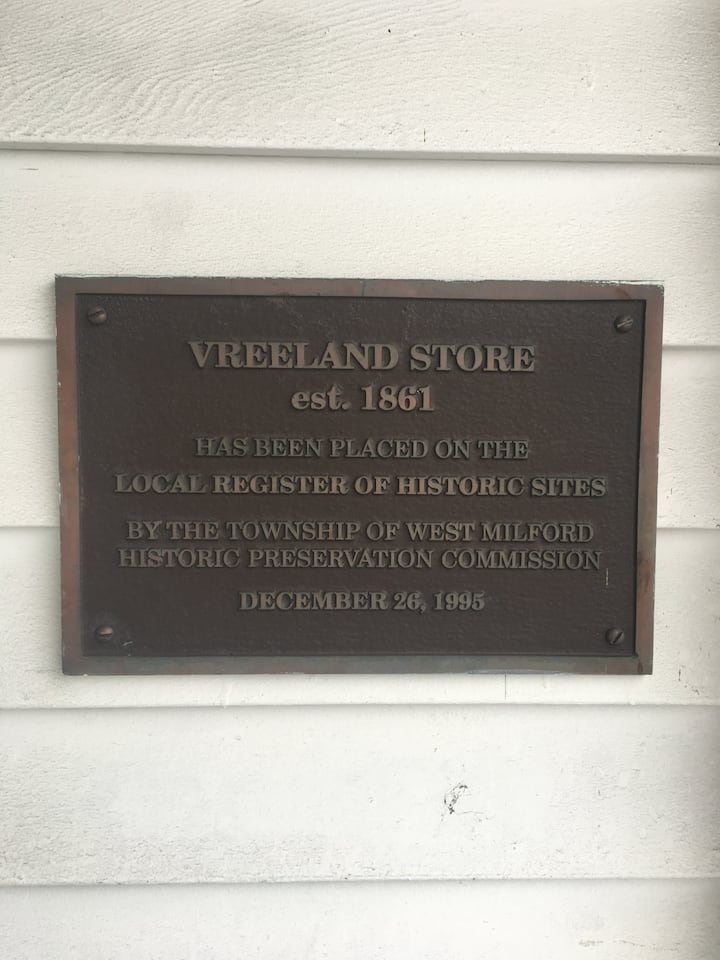 VREELAND STORE
est. 1861
HAS BEEN PLACED ON THE
LOCAL REGISTER OF HISTORIC SITES
BY THE TOWNSHIP OF WEST MILFORD
HISTORIC PRESERVATION COMMISSION
DECEMBER 26, 1995